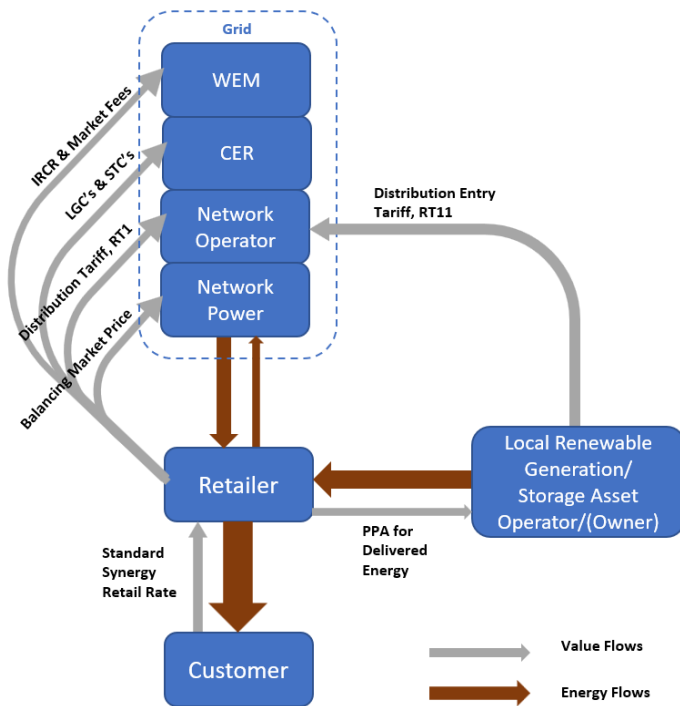 Grid
WEM
CER
Network
Operator
Network
Power
IRCR & Market Fees
LGC's & STC's
Distribution Tariff, RT1
Balancing Market Price
Distribution Entry
Tariff, RT11
Retailer
Local Renewable
Generation/
Storage Asset
Operator/(Owner)
PPA for
Delivered
Energy
Standard
Synergy
Retail Rate
Customer
Value Flows
Energy Flows